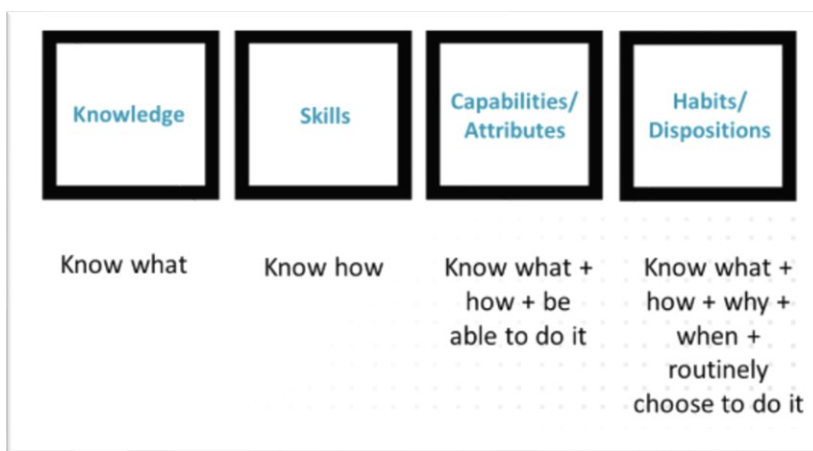 Knowledge
Skills
Capabilities/
Attributes
Habits/
Dispositions
Know what
Know how
Know what +
how + be
able to do it
Know what +
how + why +
when +
routinely
choose to do it